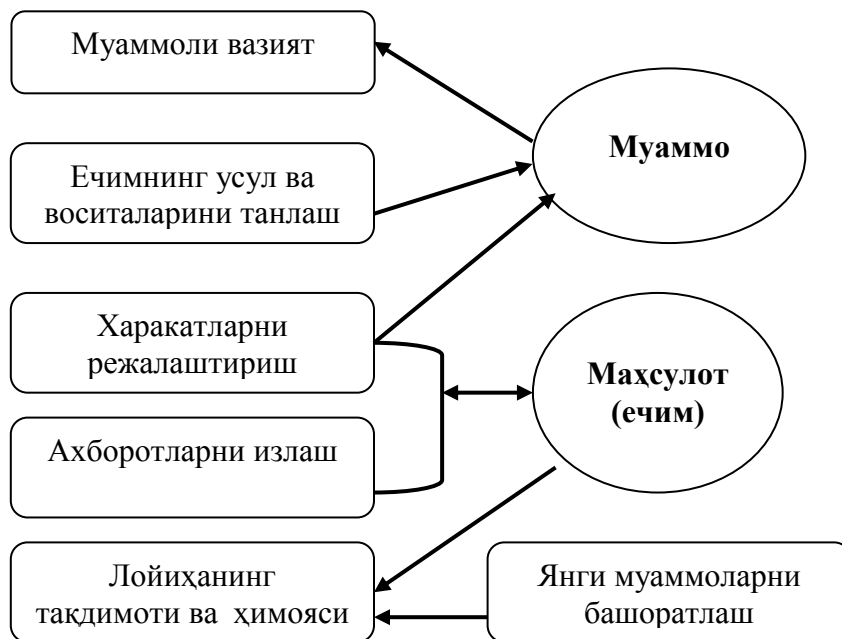 Муаммоли вазият
Муаммо
Ечимнинг усул ва
воситаларини танлаш
Харакатларни
режалаштириш
Маҳсулот
(ечим)
Ахборотларни излаш
Лойиҳанинг
тақдимоти ва ҳимояси
Янги муаммоларни
башоратлаш